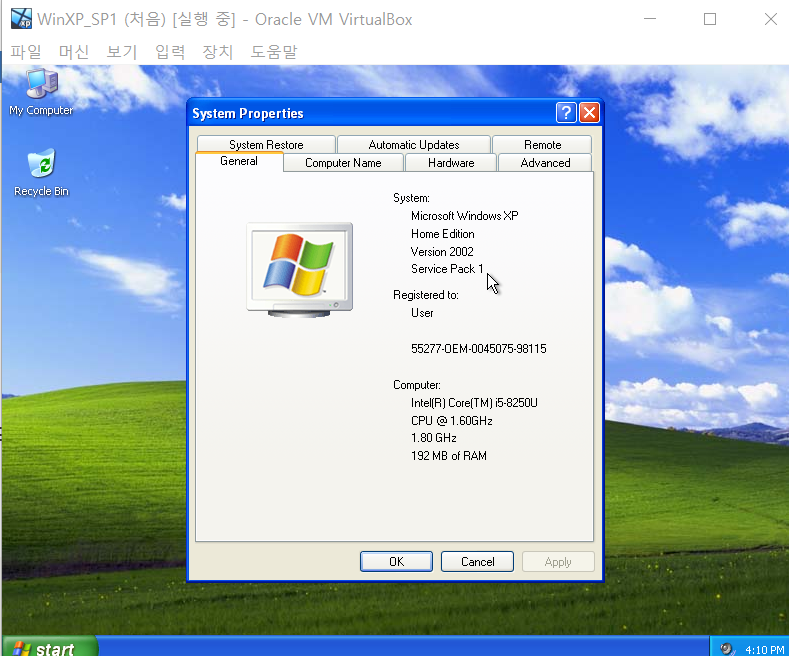 WinXP_SP1 (처음) [실행 중] - Oracle VM VirtualBox
파일 머신 보기 입력 장치 도움말
My Computer
Recycle Bin
System Properties
System Restore Automatic Updates Remote
General Computer Name Hardware Advanced
System:
Microsoft Windows XP
Home Edition
Version 2002
Service Pack 1
Registered to:
User
55277-OEM-0045075-98115
Computer:
Intel(R) Core(TM) i5-8250U
CPU @ 1.60GHz
1.80 GHz
192 MB of RAM
OK Cancel Apply
start 4:10 PM